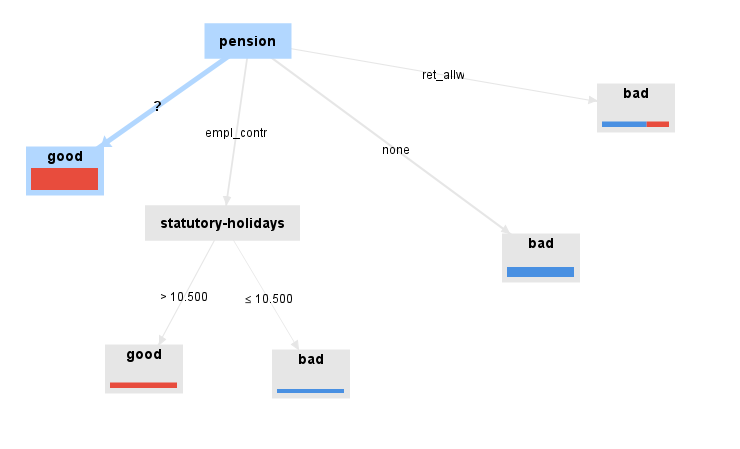 pension
ret_allw
bad
?
empl_contr
none
good
statutory-holidays
bad
> 10.500
≤ 10.500
good
bad